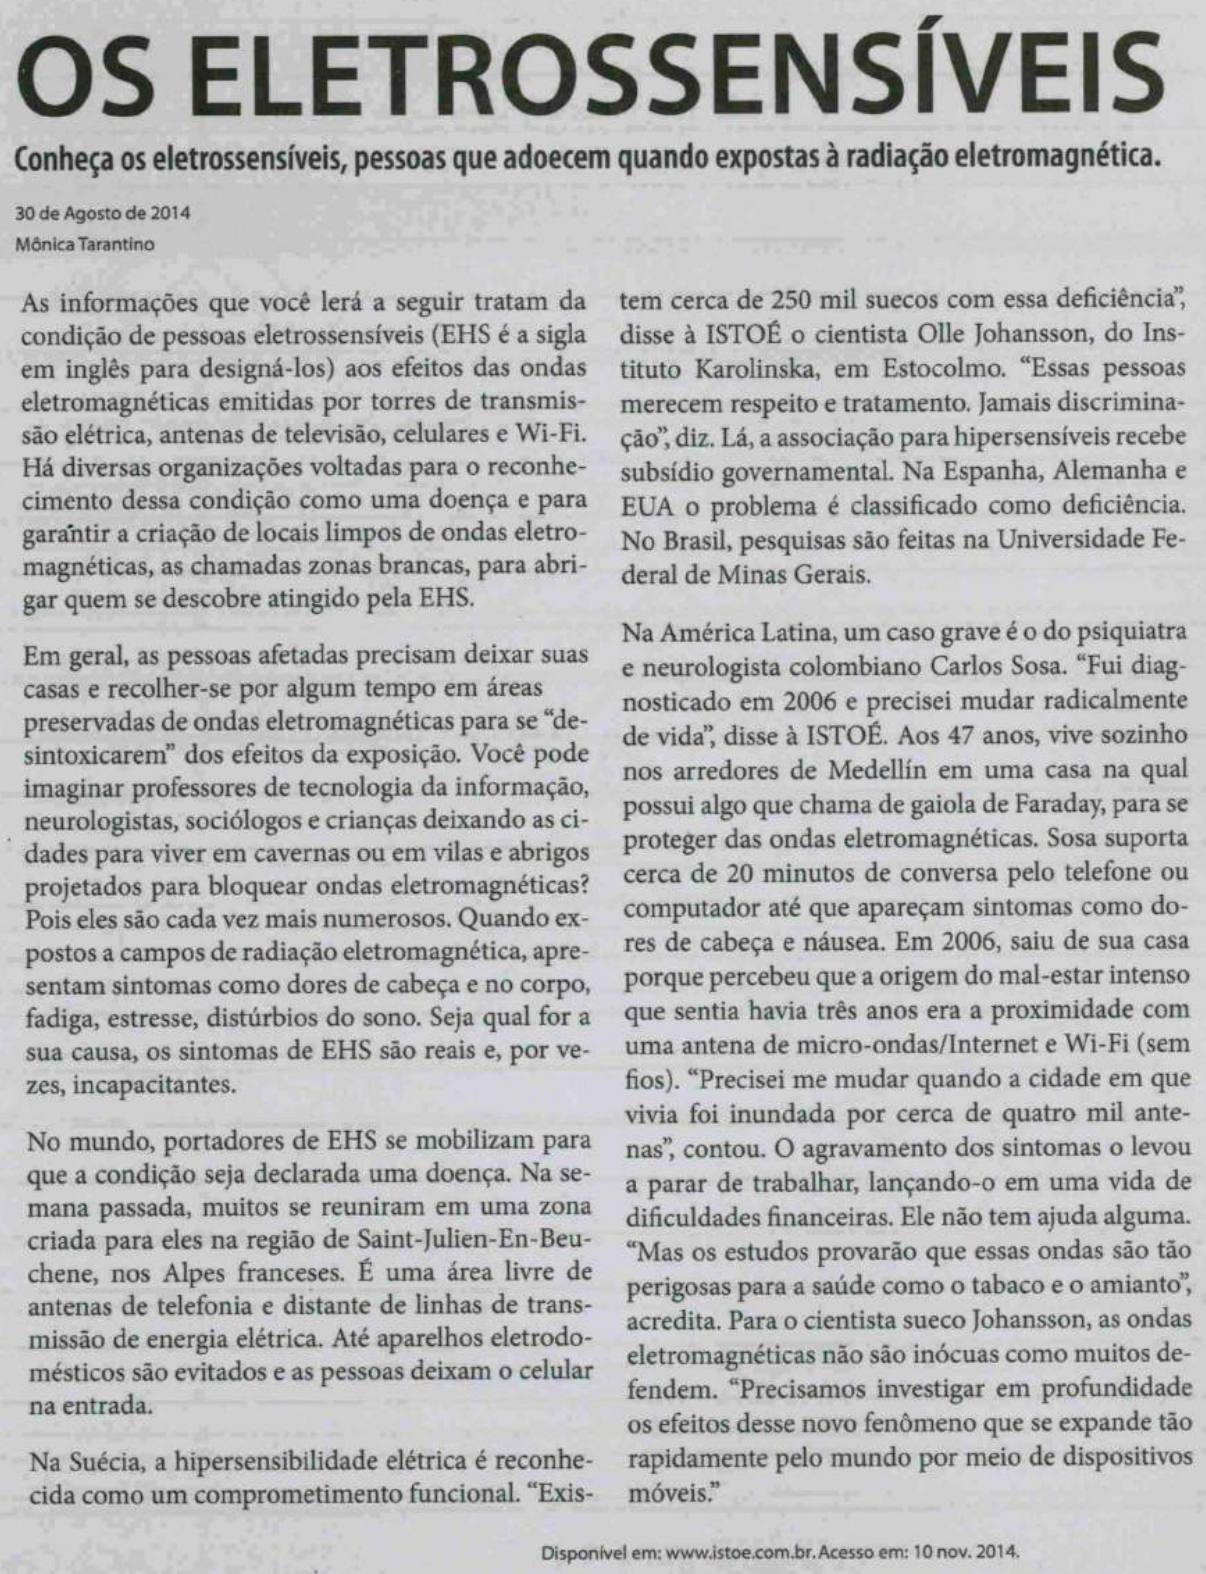 OS ELETROSSENSÍVEIS
Conheça os eletrossensíveis, pessoas que adoecem quando expostas à radiação eletromagnética.
30 de Agosto de 2014
Mônica Tarantino
As informações que você lerá a seguir tratam da
condição de pessoas eletrossensíveis (EHS é a sigla
em inglês para designá-los) aos efeitos das ondas
eletromagnéticas emitidas por torres de transmis-
são elétrica, antenas de televisão, celulares e Wi-Fi.
Há diversas organizações voltadas para o reconhe-
cimento dessa condição como uma doença e para
garantir a criação de locais limpos de ondas eletro-
magnéticas, as chamadas zonas brancas, para abri-
gar quem se descobre atingido pela EHS.
Em geral, as pessoas afetadas precisam deixar suas
casas e recolher-se por algum tempo em áreas
preservadas de ondas eletromagnéticas para se “de-
sintoxicarem” dos efeitos da exposição. Você pode
imaginar professores de tecnologia da informação,
neurologistas, sociólogos e crianças deixando as ci-
dades para viver em cavernas ou em vilas e abrigos
projetados para bloquear ondas eletromagnéticas?
Pois eles são cada vez mais numerosos. Quando ex-
postos a campos de radiação eletromagnética, apre-
sentam sintomas como dores de cabeça e no corpo,
fadiga, estresse, distúrbios do sono. Seja qual for a
sua causa, os sintomas de EHS são reais e, por ve-
zes, incapacitantes.
No mundo, portadores de EHS se mobilizam para
que a condição seja declarada uma doença. Na se-
mana passada, muitos se reuniram em uma zona
criada para eles na região de Saint-Julien-En-Beu-
chene, nos Alpes franceses. É uma área livre de
antenas de telefonia e distante de linhas de trans-
missão de energia elétrica. Até aparelhos eletrodo-
mésticos são evitados e as pessoas deixam o celular
na entrada.
Na Suécia, a hipersensibilidade elétrica é reconhe-
cida como um comprometimento funcional. “Exis-
tem cerca de 250 mil suecos com essa deficiência”,
disse à ISTOÉ o cientista Olle Johansson, do Ins-
tituto Karolinska, em Estocolmo. “Essas pessoas
merecem respeito e tratamento. Jamais discrimina-
ção”, diz. Lá, a associação para hipersensíveis recebe
subsídio governamental. Na Espanha, Alemanha e
EUA o problema é classificado como deficiência.
No Brasil, pesquisas são feitas na Universidade Fe-
deral de Minas Gerais.
Na América Latina, um caso grave é o do psiquiatra
e neurologista colombiano Carlos Sosa. “Fui diag-
nosticado em 2006 e precisei mudar radicalmente
de vida”, disse à ISTOÉ. Aos 47 anos, vive sozinho
nos arredores de Medellín em uma casa na qual
possui algo que chama de gaiola de Faraday, para se
proteger das ondas eletromagnéticas. Sosa suporta
cerca de 20 minutos de conversa pelo telefone ou
computador até que apareçam sintomas como do-
res de cabeça e náusea. Em 2006, saiu de sua casa
porque percebeu que a origem do mal-estar intenso
que sentia havia três anos era a proximidade com
uma antena de micro-ondas/Internet e Wi-Fi (sem
fios). “Precisei me mudar quando a cidade em que
vivia foi inundada por cerca de quatro mil ante-
nas”, contou. O agravamento dos sintomas o levou
a parar de trabalhar, lançando-o em uma vida de
dificuldades financeiras. Ele não tem ajuda alguma.
“Mas os estudos provarão que essas ondas são tão
perigosas para a saúde como o tabaco e o amianto”,
acredita. Para o cientista sueco Johansson, as ondas
eletromagnéticas não são inócuas como muitos de-
fendem. “Precisamos investigar em profundidade
os efeitos desse novo fenômeno que se expande tão
rapidamente pelo mundo por meio de dispositivos
móveis.”
Disponível em: www.istoe.com.br. Acesso em: 10 nov. 2014.